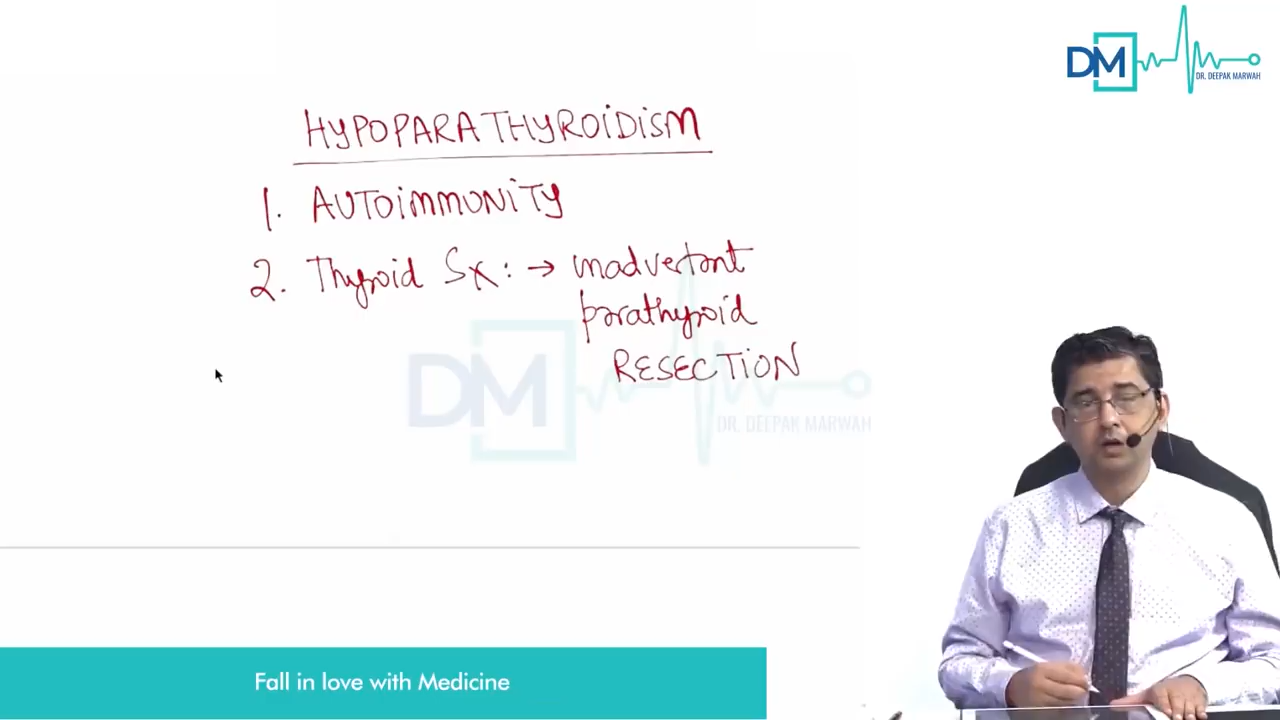 DM
DR. DEEPAK MARWAH
HYPOPARATHYROIDISM
1. AUTOIMMUNITY
2. Thyroid Sx: → inadvertant
parathyroid
RESECTION
DM
DR. DEEPAK MARWAH
Fall in love with Medicine